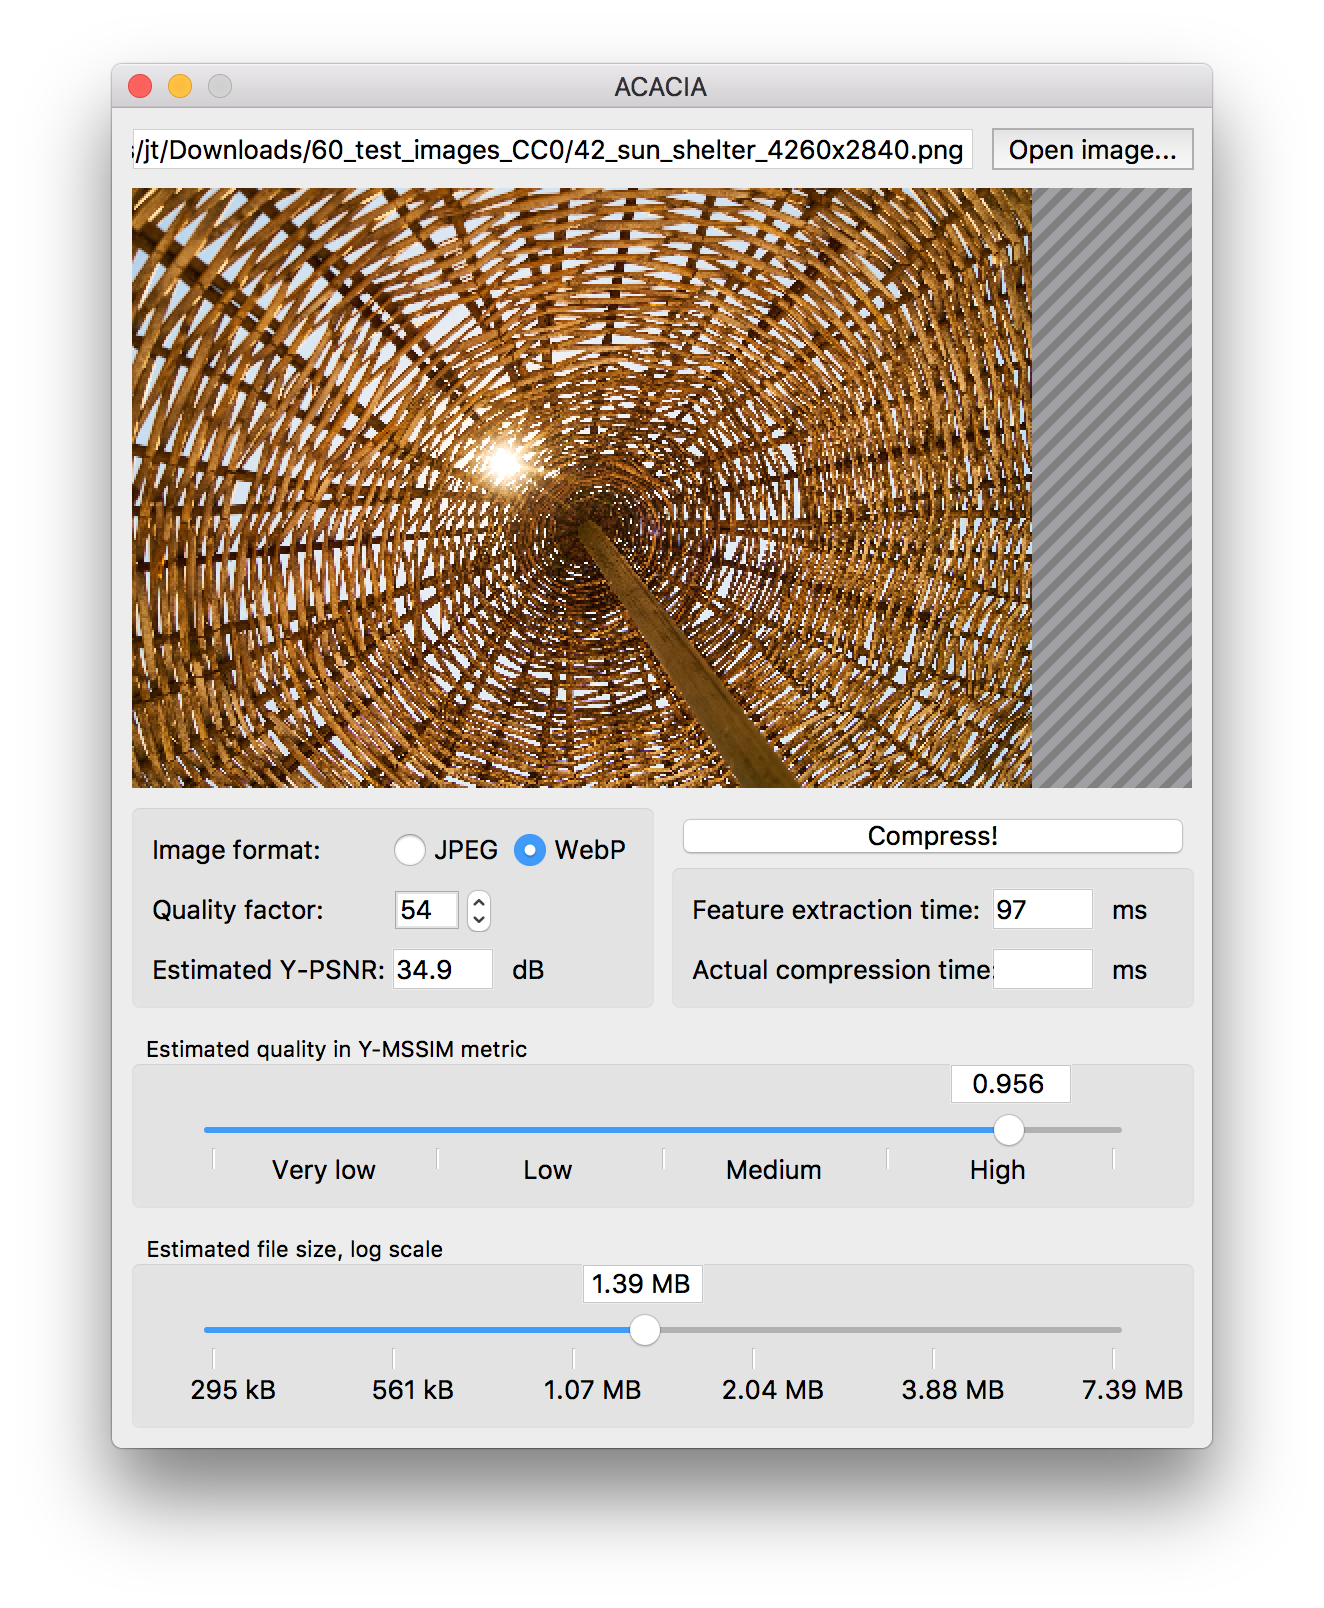 ACACIA
/jt/Downloads/60_test_images_CC0/42_sun_shelter_4260x2840.png Open image...
Image format: JPEG WebP
Compress!
Quality factor: 54
Feature extraction time: 97 ms
Estimated Y-PSNR: 34.9 dB
Actual compression time: ms
Estimated quality in Y-MSSIM metric
0.956
Very low Low Medium High
Estimated file size, log scale
1.39 MB
295 kB 561 kB 1.07 MB 2.04 MB 3.88 MB 7.39 MB